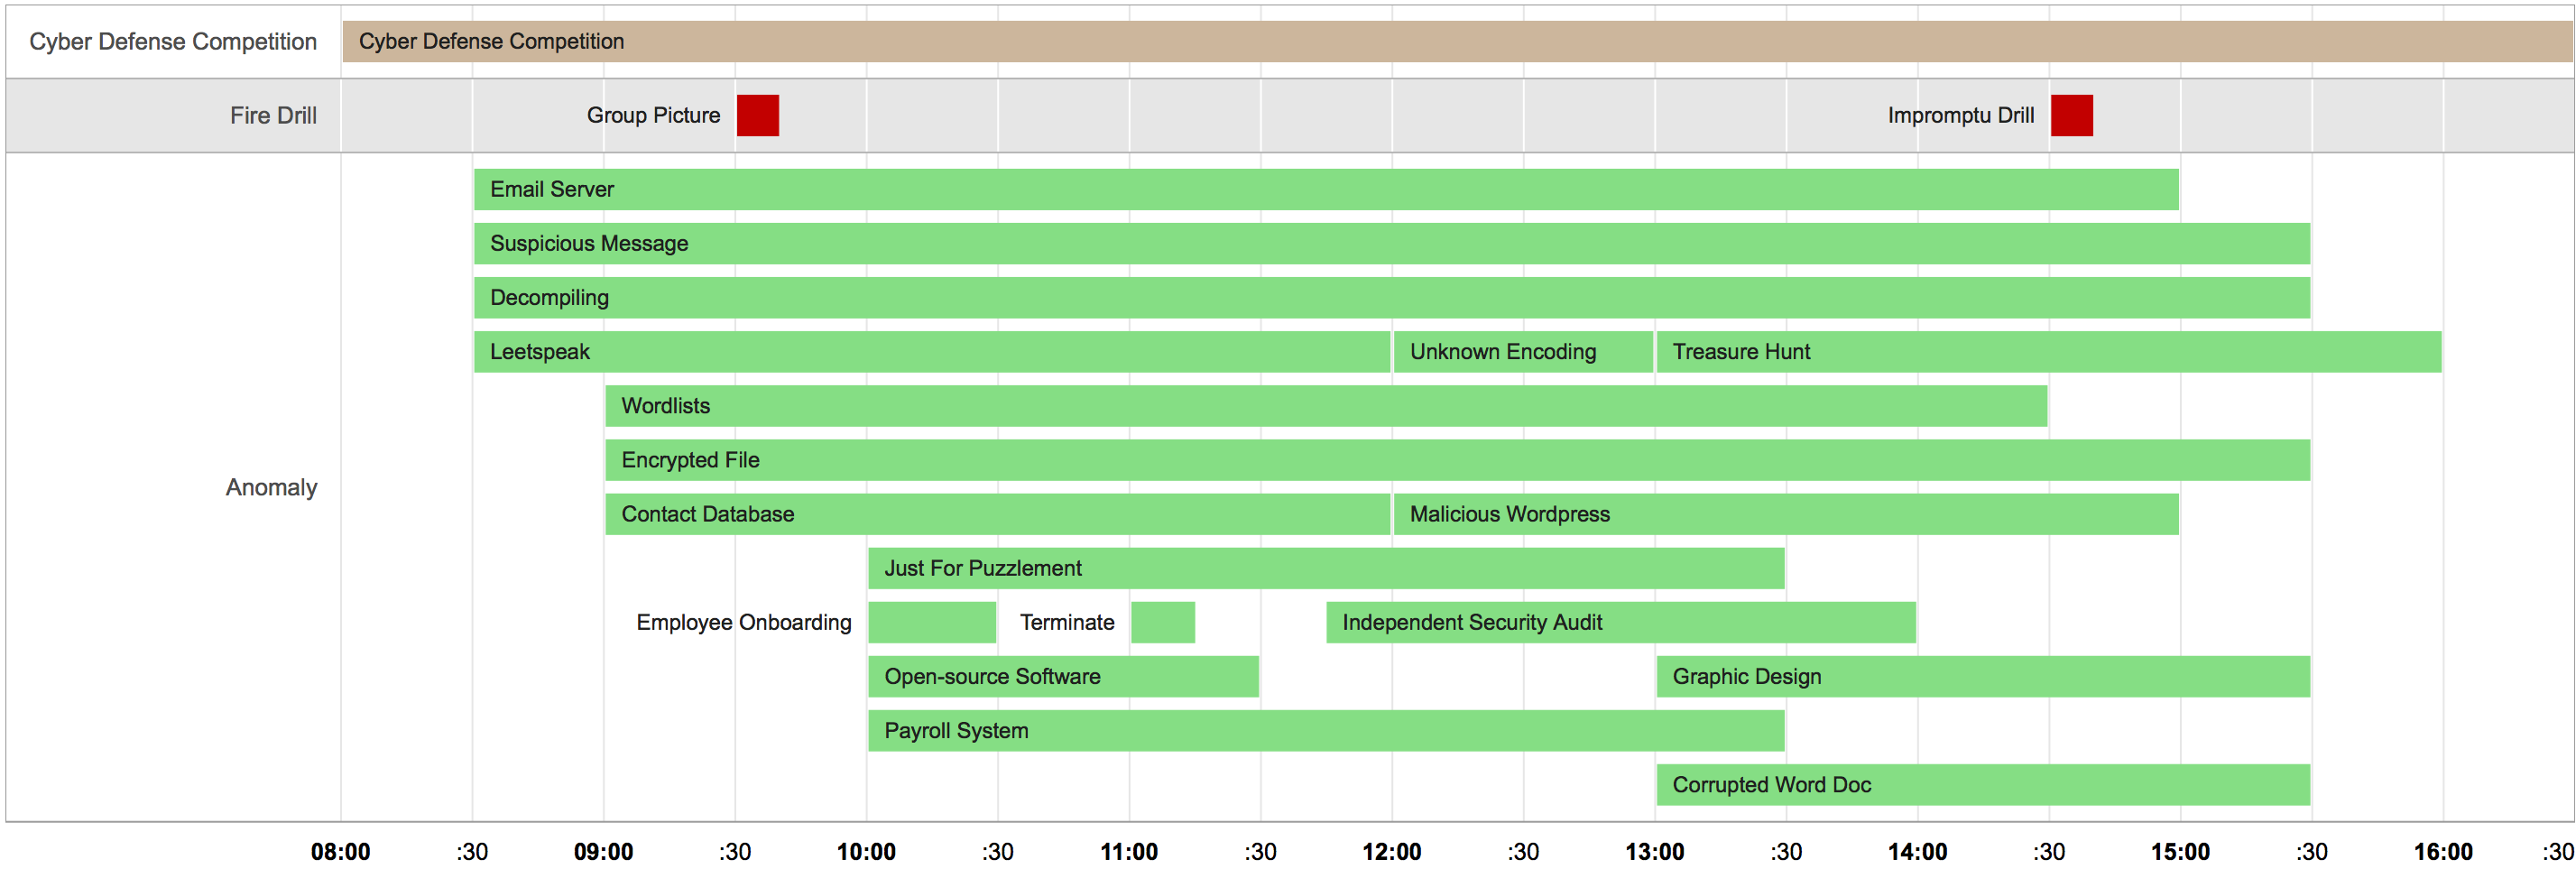 Cyber Defense Competition
Cyber Defense Competition
Fire Drill
Group Picture
Impromptu Drill
Anomaly
Email Server
Suspicious Message
Decompiling
Leetspeak
Unknown Encoding
Treasure Hunt
Wordlists
Encrypted File
Contact Database
Malicious Wordpress
Just For Puzzlement
Employee Onboarding
Terminate
Independent Security Audit
Open-source Software
Graphic Design
Payroll System
Corrupted Word Doc
08:00 :30 09:00 :30 10:00 :30 11:00 :30 12:00 :30 13:00 :30 14:00 :30 15:00 :30 16:00 :30